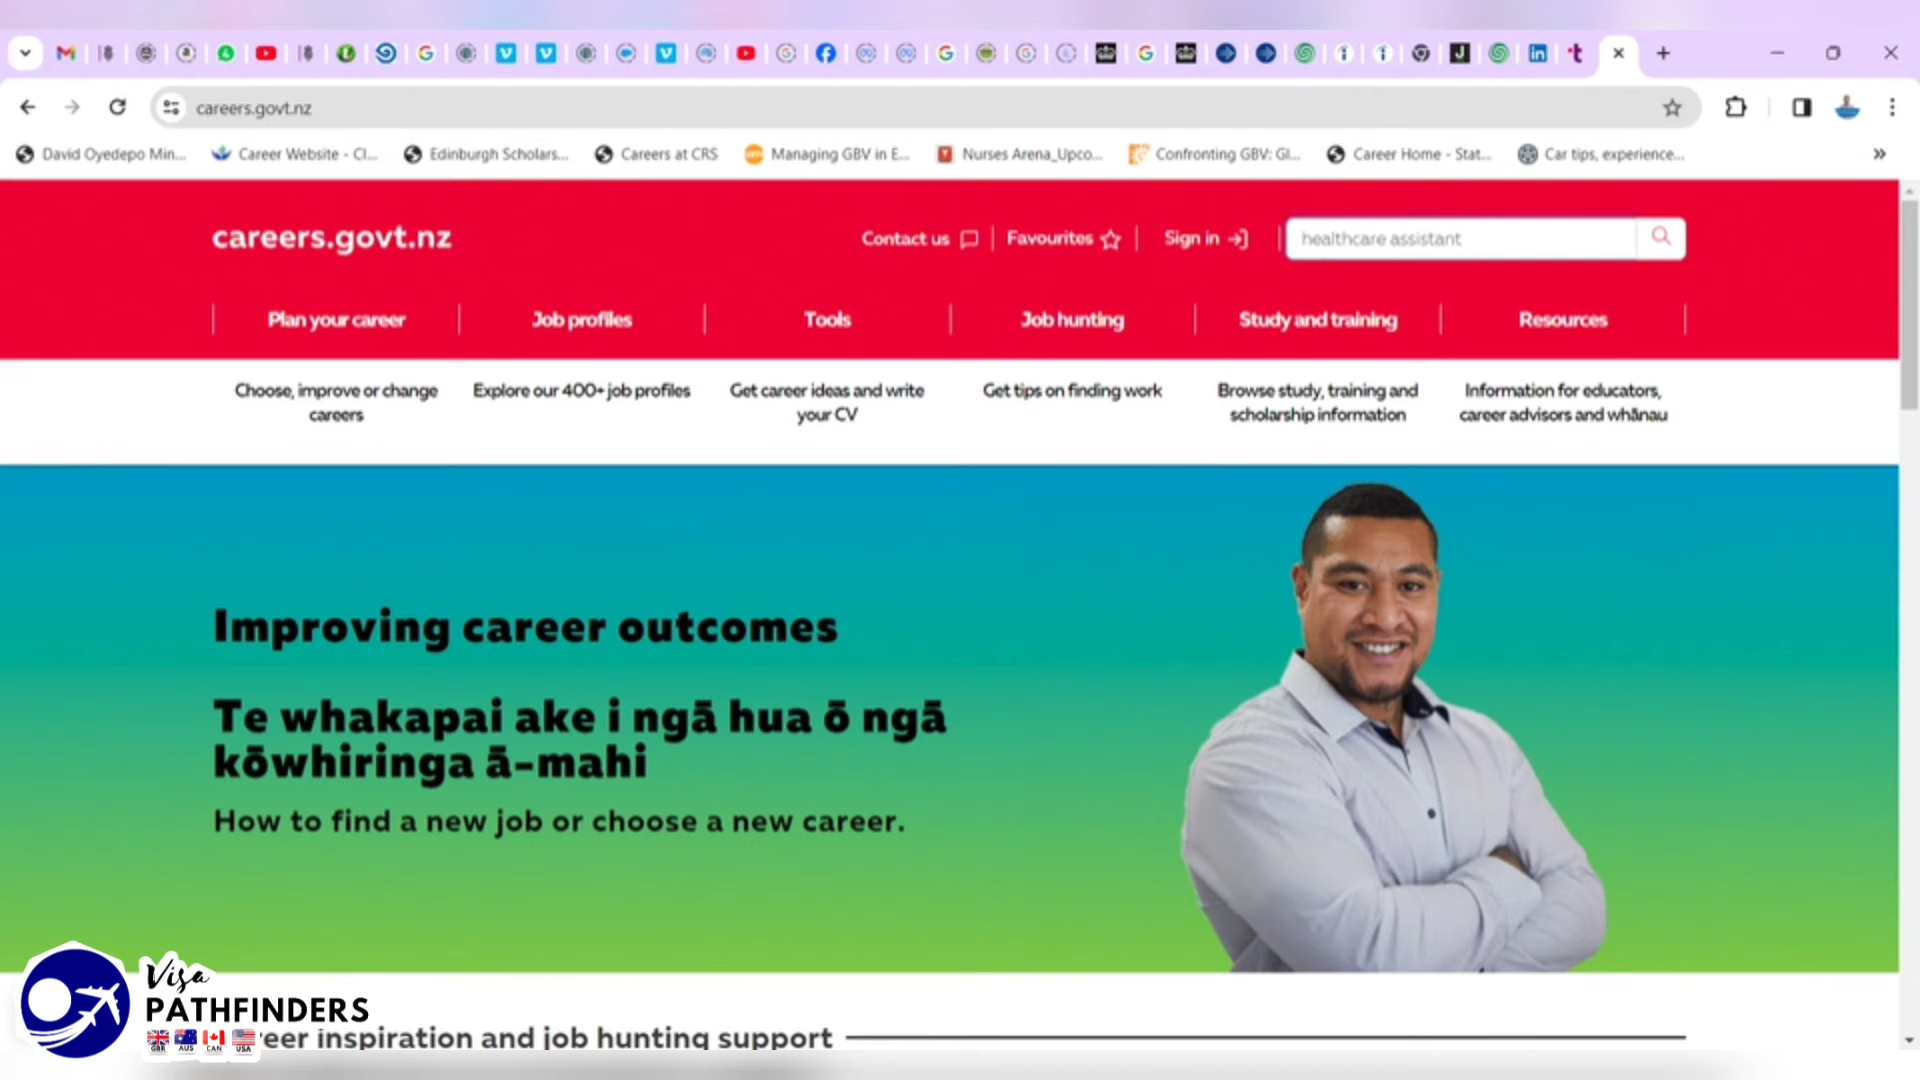 careers.govt.nz
David Oyedepo Min...
Career Website - Cl...
Edinburgh Scholars...
Careers at CRS
Managing GBV in E...
Nurses Arena_Upco...
Confronting GBV: Gl...
Career Home - Stat...
Car tips, experience...
careers.govt.nz
Contact us
Favourites
Sign in
healthcare assistant
Plan your career
Job profiles
Tools
Job hunting
Study and training
Resources
Choose, improve or change
careers
Explore our 400+ job profiles
Get career ideas and write
your CV
Get tips on finding work
Browse study, training and
scholarship information
Information for educators,
career advisors and whānau
Improving career outcomes
Te whakapai ake i ngā hua ō ngā
kōwhiringa ā-mahi
How to find a new job or choose a new career.
Visa
PATHFINDERS
GBR AUS CAN USA
eer inspiration and job hunting support